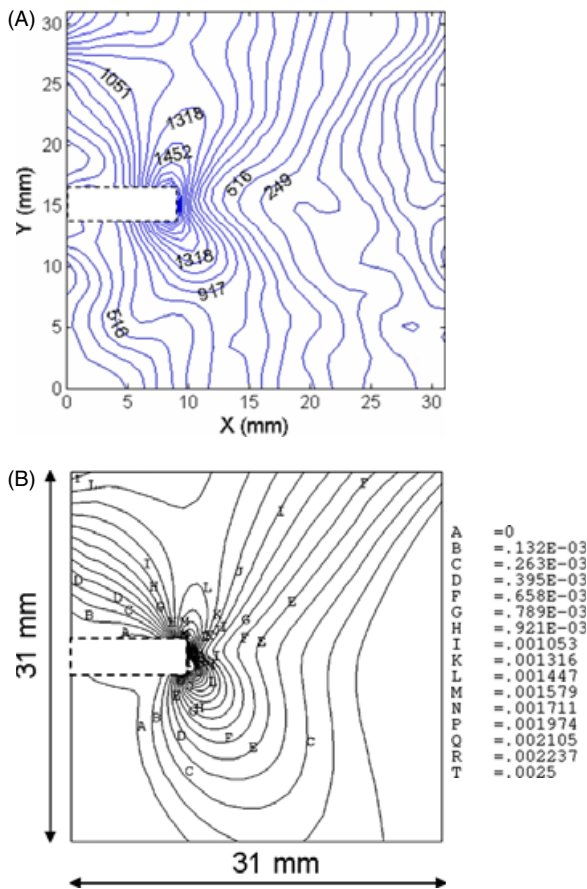 (A)
30
25
20
15
10
5
0
Y (mm)
1051
1318
1452
516
249
1318
917
516
0
5
10
15
20
25
30
X (mm)
(B)
31 mm
31 mm
A =0
B =.132E-03
C =.263E-03
D =.395E-03
F =.658E-03
G =.789E-03
H =.921E-03
I =.001053
K =.001316
L =.001447
M =.001579
N =.001711
P =.001974
Q =.002105
R =.002237
T =.0025
I
L
F
I
I
H
G
D
D
G
B
A
L
J
E
G
F
E
M
L
H
A
B
D
C
F
E
C